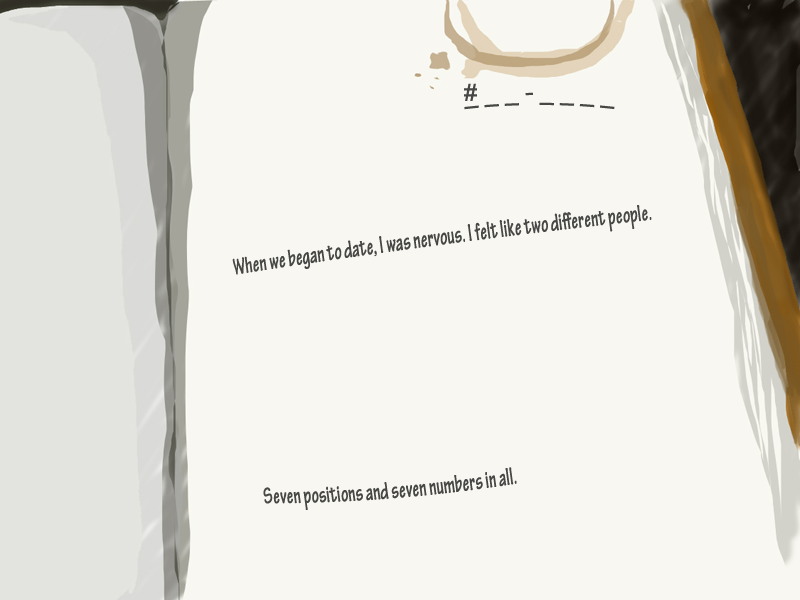 # _ _ _ - _ _ _ _
When we began to date, I was nervous. I felt like two different people.
Seven positions and seven numbers in all.